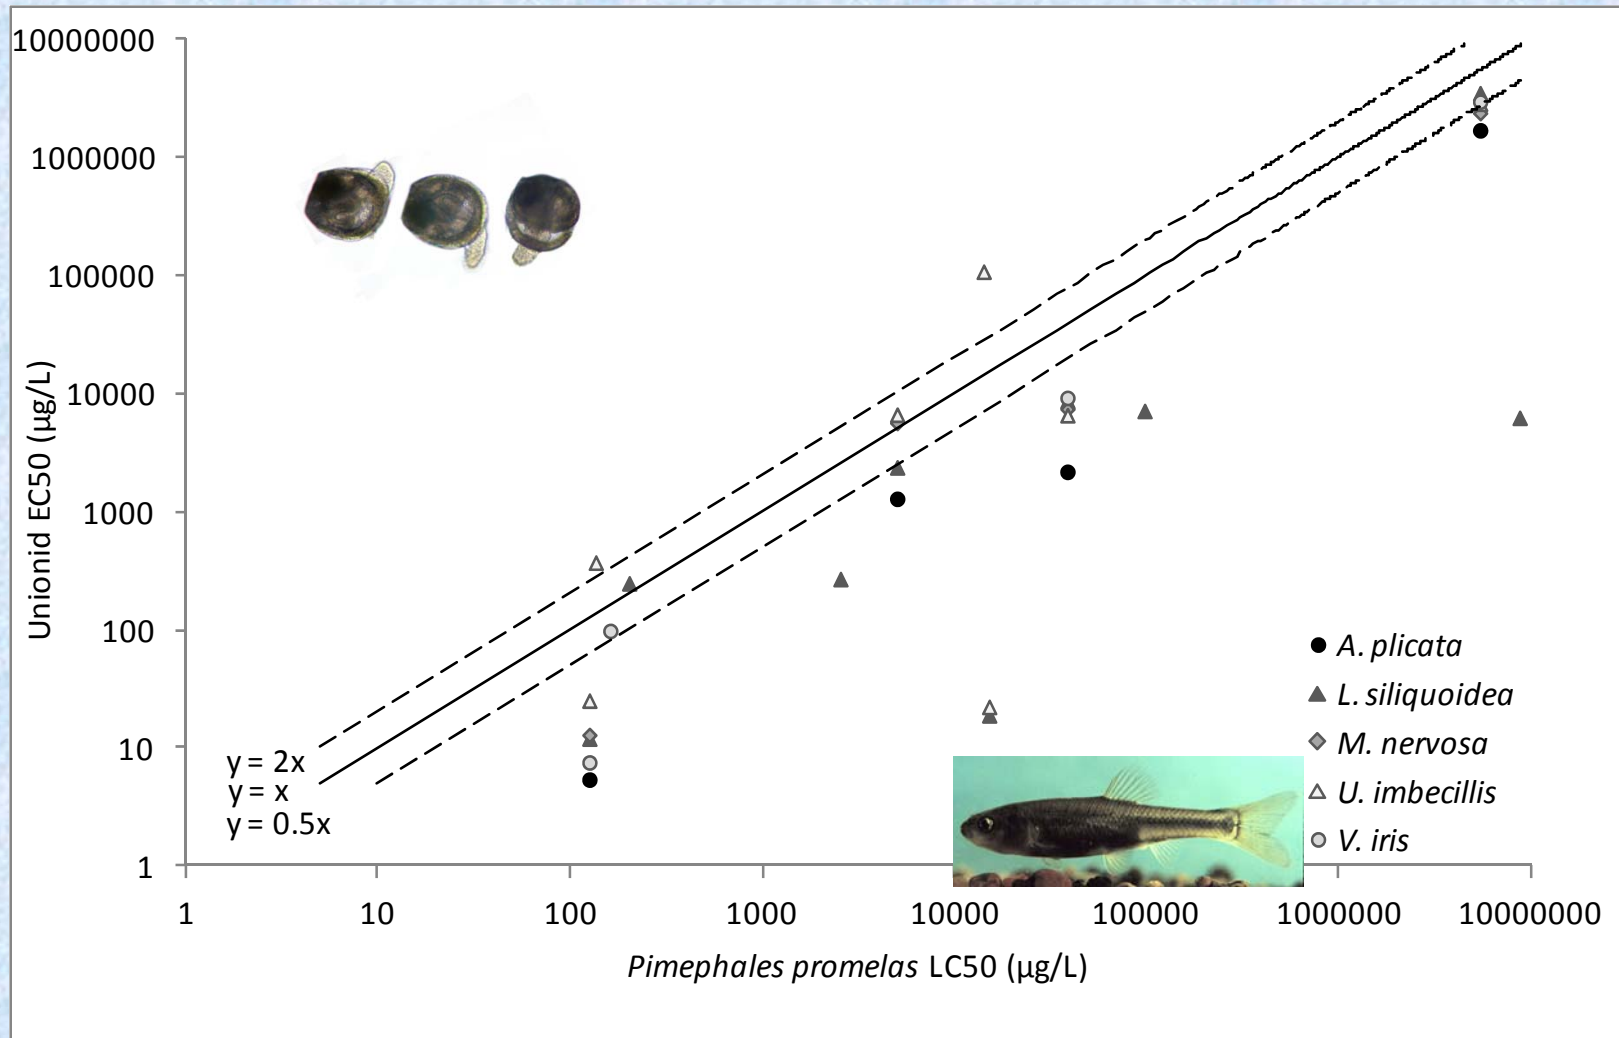 10000000
1000000
100000
10000
1000
100
10
1
Unionid EC50 (µg/L)
y = 2x
y = x
y = 0.5x
A. plicata
L. siliquoidea
M. nervosa
U. imbecillis
V. iris
1 10 100 1000 10000 100000 1000000 10000000
Pimephales promelas LC50 (µg/L)